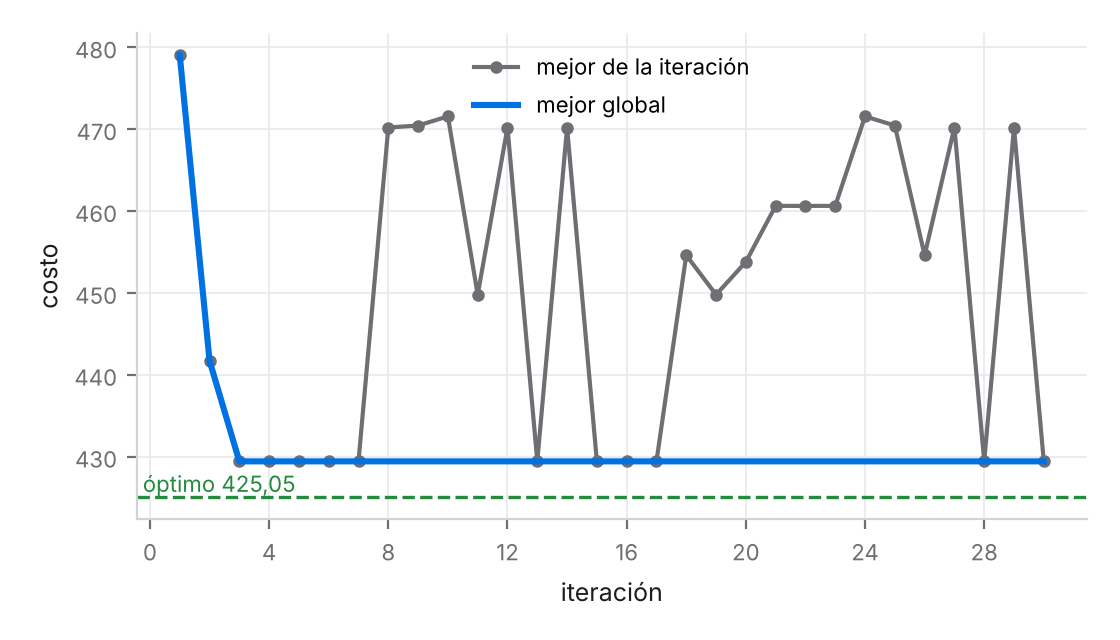 mejor de la iteración
mejor global
480
470
460
450
440
430
costo
óptimo 425,05
0 4 8 12 16 20 24 28
iteración